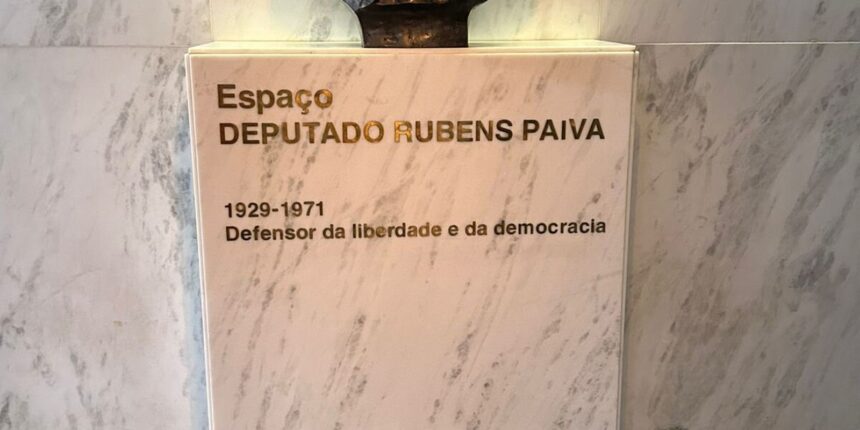 Espaço
DEPUTADO RUBENS PAIVA
1929-1971
Defensor da liberdade e da democracia